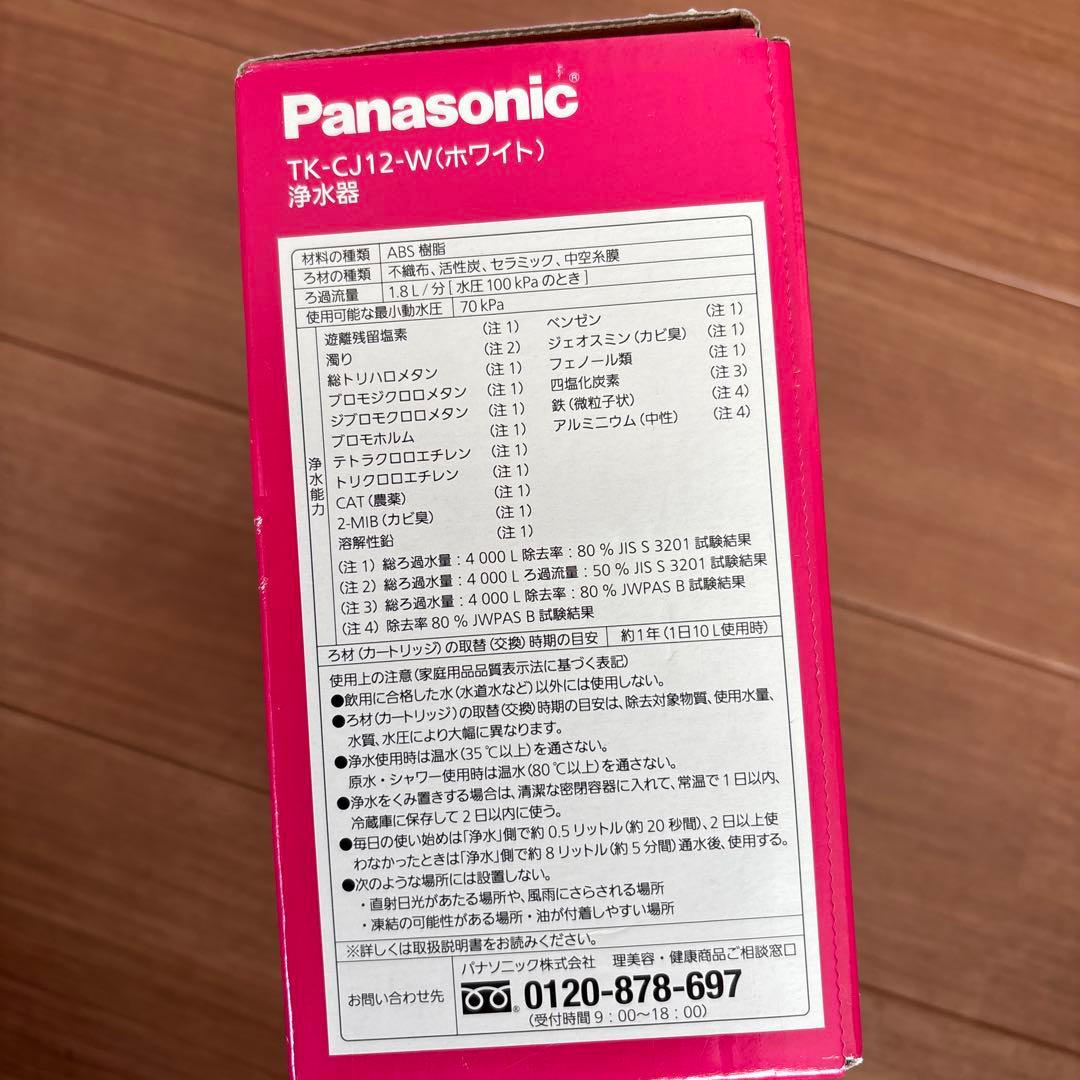 Panasonic®
TK-CJ12-W(ホワイト)
浄水器
材料の種類 ABS 樹脂
ろ材の種類 不織布、活性炭、セラミック、中空糸膜
ろ過流量 1.8 L / 分 [ 水圧 100 kPa のとき ]
使用可能な最小動水圧 70 kPa
浄水能力
遊離残留塩素 (注 1)
濁り (注 2)
総トリハロメタン (注 1)
ブロモジクロロメタン (注 1)
ジブロモクロロメタン (注 1)
ブロモホルム (注 1)
テトラクロロエチレン (注 1)
トリクロロエチレン (注 1)
CAT(農薬) (注 1)
2-MIB(カビ臭) (注 1)
溶解性鉛 (注 1)
ベンゼン (注 1)
ジェオスミン(カビ臭) (注 1)
フェノール類 (注 1)
四塩化炭素 (注 3)
鉄(微粒子状) (注 4)
アルミニウム(中性) (注 4)
(注 1) 総ろ過水量 : 4 000 L 除去率 : 80 % JIS S 3201 試験結果
(注 2) 総ろ過水量 : 4 000 L ろ過流量 : 50 % JIS S 3201 試験結果
(注 3) 総ろ過水量 : 4 000 L 除去率 : 80 % JWPAS B 試験結果
(注 4) 除去率 80 % JWPAS B 試験結果
ろ材(カートリッジ)の取替(交換)時期の目安 約1年(1日10 L使用時)
使用上の注意(家庭用品品質表示法に基づく表記)
●飲用に合格した水(水道水など)以外には使用しない。
●ろ材(カートリッジ)の取替(交換)時期の目安は、除去対象物質、使用水量、
水質、水圧により大幅に異なります。
●浄水使用時は温水(35 ℃以上)を通さない。
原水・シャワー使用時は温水(80 ℃以上)を通さない。
●浄水をくみ置きする場合は、清潔な密閉容器に入れて、常温で 1 日以内、
冷蔵庫に保存して 2 日以内に使う。
●毎日の使い始めは「浄水」側で約 0.5 リットル(約 20 秒間)、2 日以上使
わなかったときは「浄水」側で約 8 リットル(約 5 分間)通水後、使用する。
●次のような場所には設置しない。
・直射日光があたる場所や、風雨にさらされる場所
・凍結の可能性がある場所・油が付着しやすい場所
※詳しくは取扱説明書をお読みください。
お問い合わせ先
パナソニック株式会社 理美容・健康商品ご相談窓口
0120-878-697
(受付時間 9 : 00〜18 : 00)